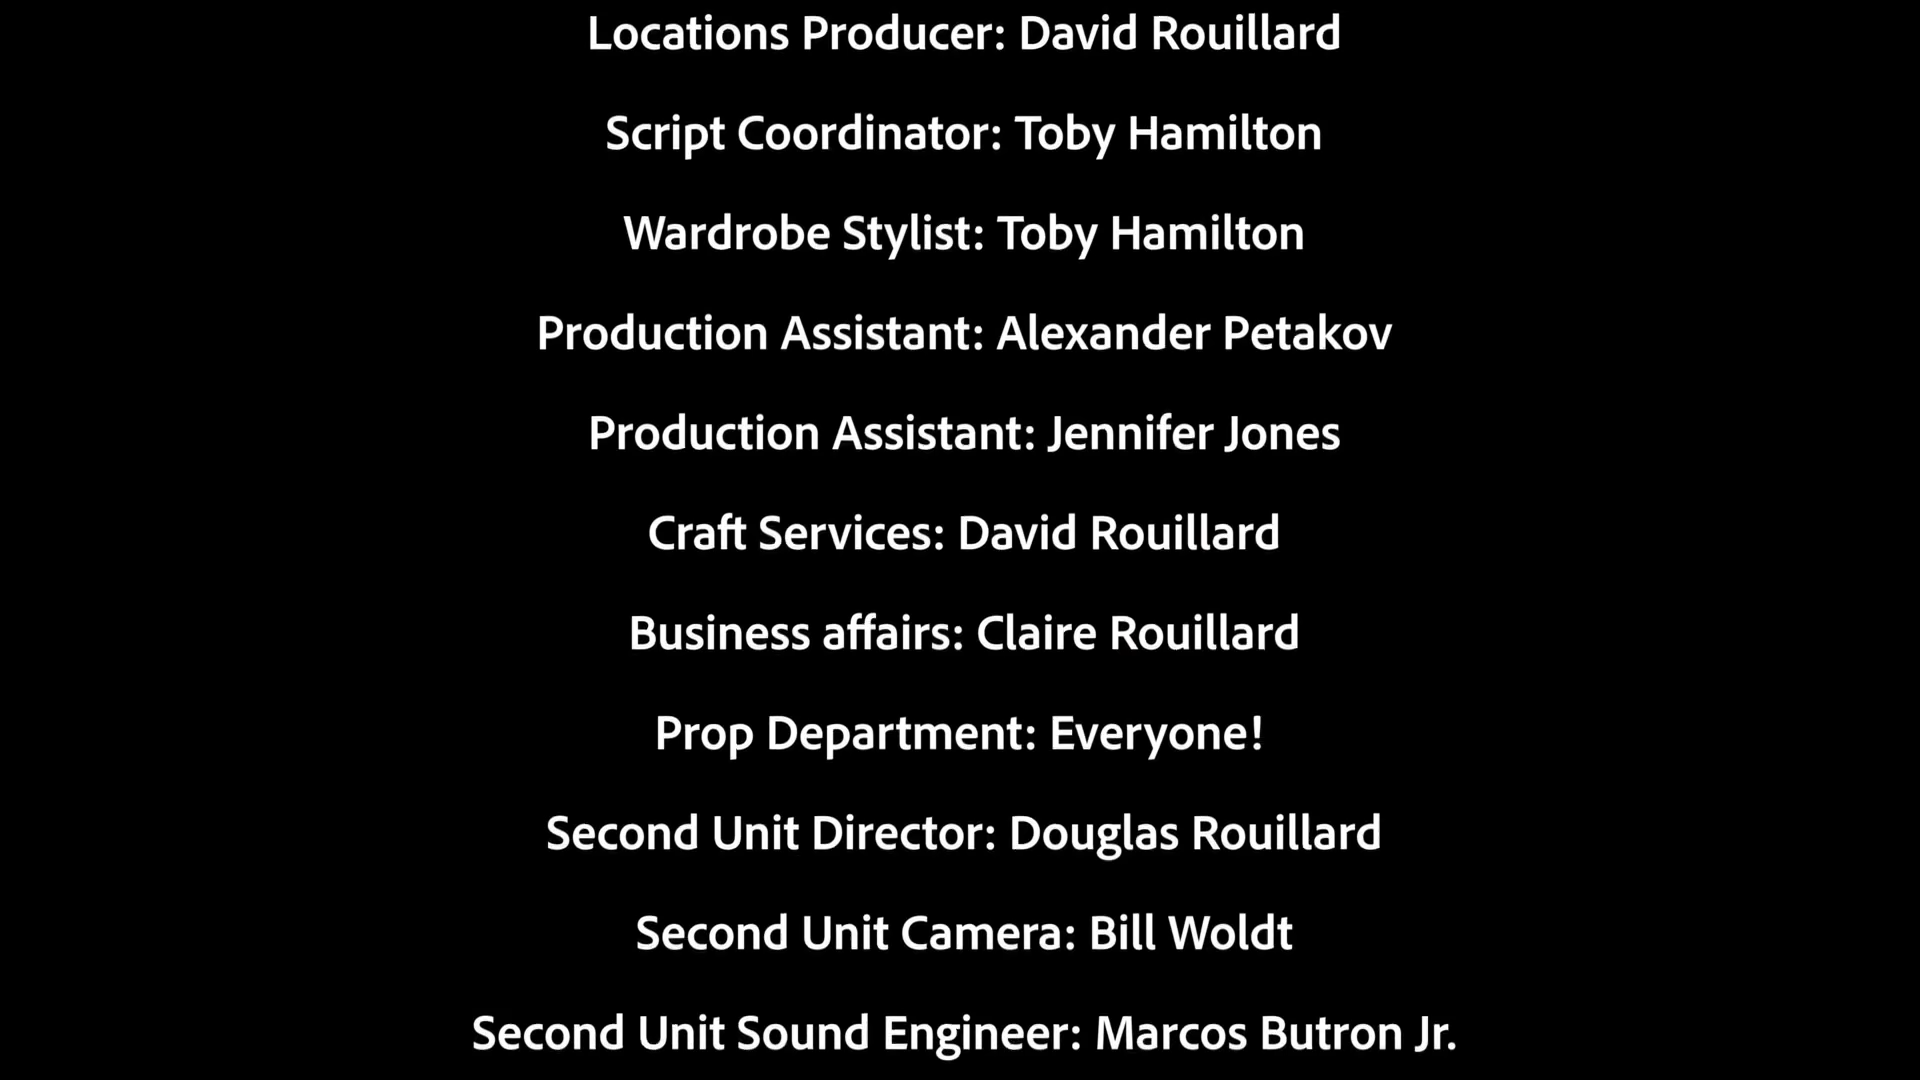 Locations Producer: David Rouillard
Script Coordinator: Toby Hamilton
Wardrobe Stylist: Toby Hamilton
Production Assistant: Alexander Petakov
Production Assistant: Jennifer Jones
Craft Services: David Rouillard
Business affairs: Claire Rouillard
Prop Department: Everyone!
Second Unit Director: Douglas Rouillard
Second Unit Camera: Bill Woldt
Second Unit Sound Engineer: Marcos Butron Jr.